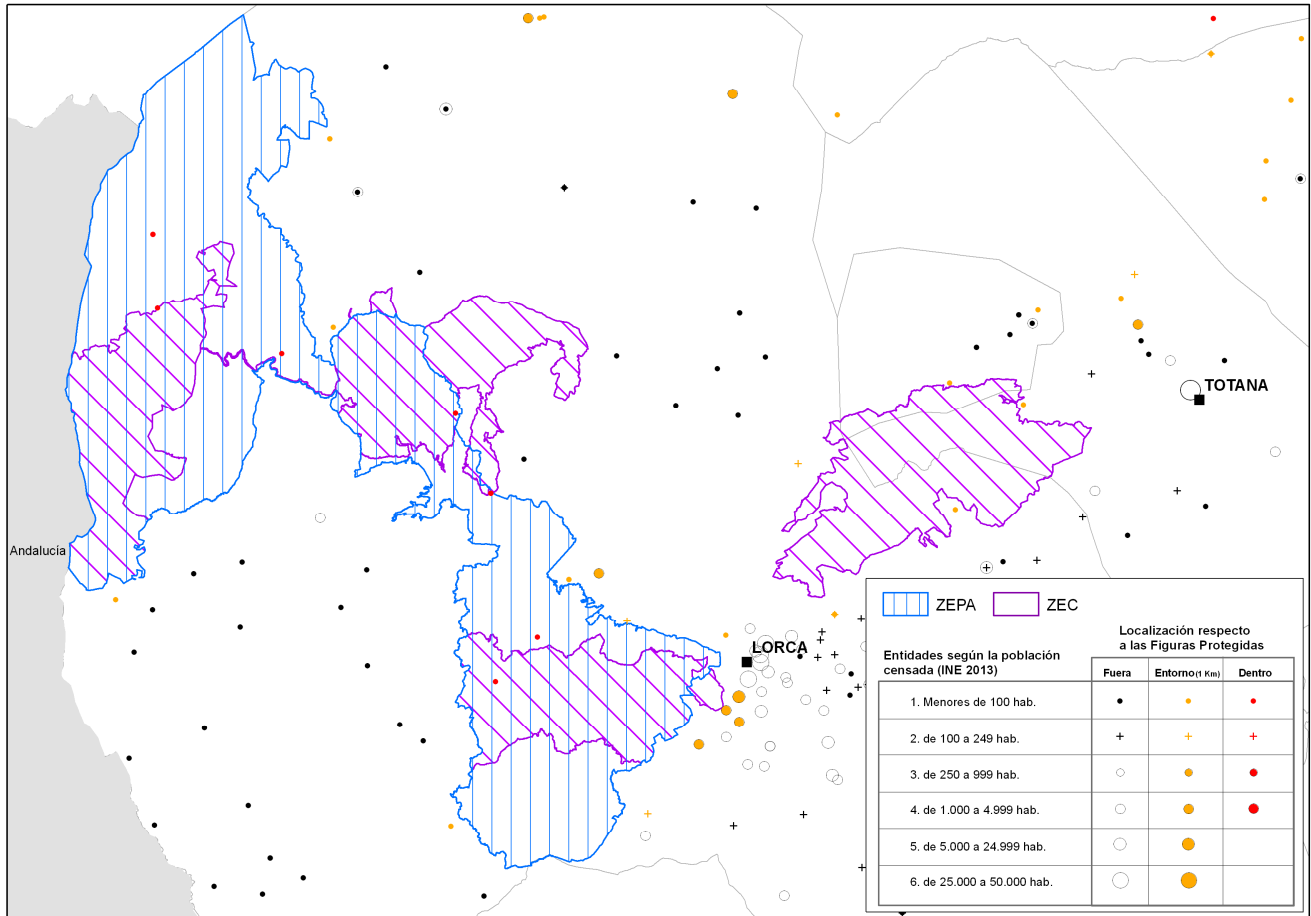 TOTANA
Andalucía
LORCA
ZEPA
ZEC
Localización respecto
a las Figuras Protegidas
Entidades según la población
censada (INE 2013)
Fuera
Entorno(1 Km)
Dentro
1. Menores de 100 hab.
2. de 100 a 249 hab.
3. de 250 a 999 hab.
4. de 1.000 a 4.999 hab.
5. de 5.000 a 24.999 hab.
6. de 25.000 a 50.000 hab.